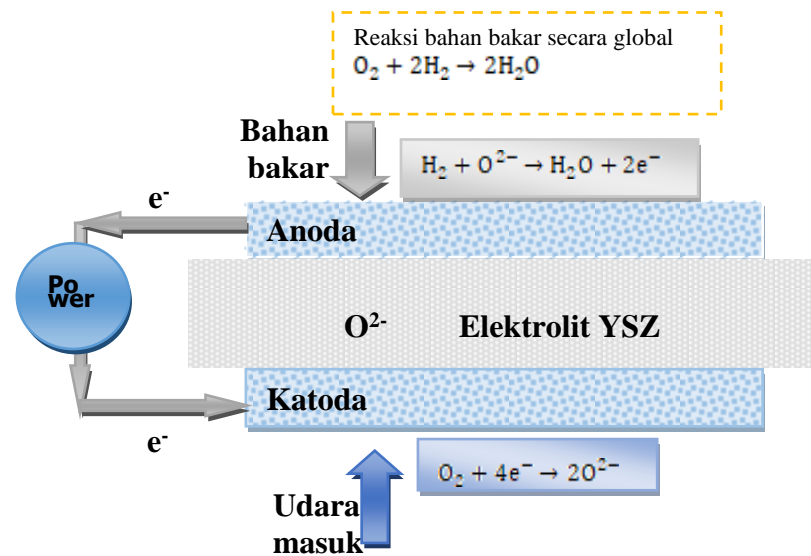 Reaksi bahan bakar secara global
O₂ + 2H₂ → 2H₂O
Bahan
bakar
H₂ + O²⁻ → H₂O + 2e⁻
e⁻
Anoda
Po
wer
O²⁻ Elektrolit YSZ
Katoda
e⁻
O₂ + 4e⁻ → 2O²⁻
Udara
masuk